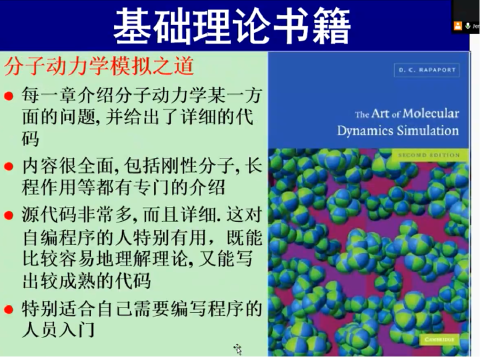 基础理论书籍
分子动力学模拟之道
每一章介绍分子动力学某一方
面的问题, 并给出了详细的代
码
内容很全面, 包括刚性分子, 长
程作用等都有专门的介绍
源代码非常多, 而且详细. 这对
自编程序的人特别有用，既能
比较容易地理解理论, 又能写
出较成熟的代码
特别适合自己需要编写程序的
人员入门
D. C. RAPAPORT
The Art of Molecular
Dynamics Simulation
SECOND EDITION
CAMBRIDGE